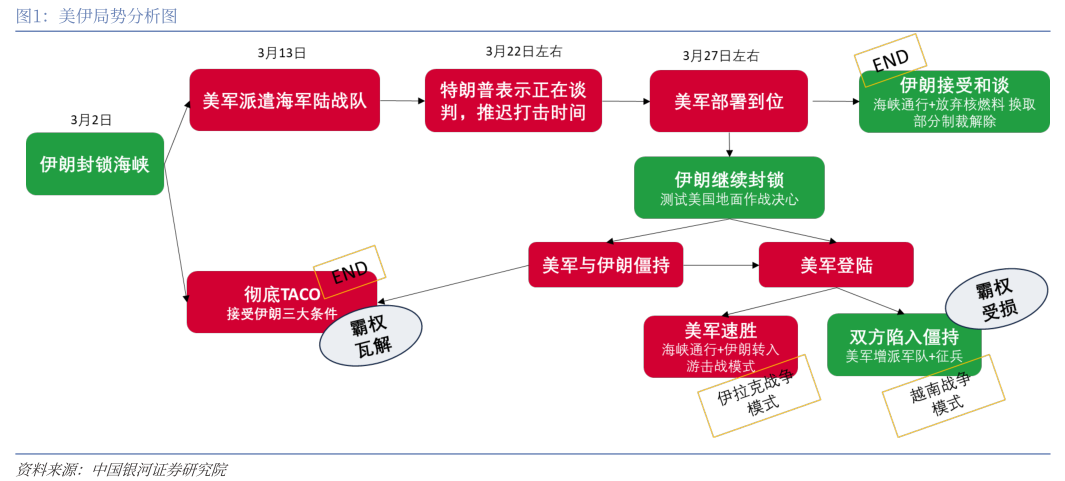 图1：美伊局势分析图
3月2日
伊朗封锁海峡
3月13日
美军派遣海军陆战队
3月22日左右
特朗普表示正在谈
判，推迟打击时间
3月27日左右
美军部署到位
END
伊朗接受和谈
海峡通行+放弃核燃料 换取
部分制裁解除
伊朗继续封锁
测试美国地面作战决心
美军与伊朗僵持
美军登陆
END
彻底TACO
接受伊朗三大条件
霸权
瓦解
美军速胜
海峡通行+伊朗转入
游击战模式
伊拉克战争
模式
霸权
受损
双方陷入僵持
美军增派军队+征兵
越南战争
模式
资料来源：中国银河证券研究院